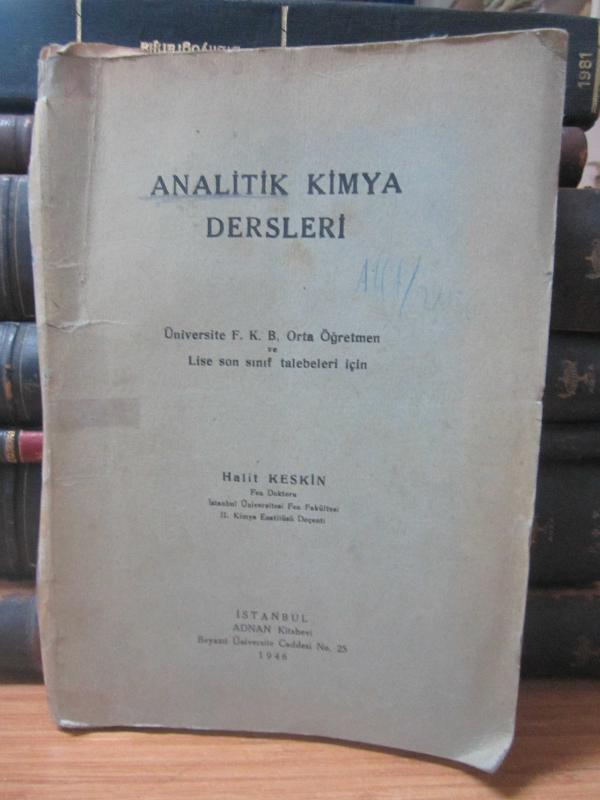 1981
ANALİTİK KİMYA
DERSLERİ
Üniversite F. K. B, Orta Öğretmen
ve
Lise son sınıf talebeleri için
Halit KESKİN
Fen Doktoru
İstanbul Üniversitesi Fen Fakültesi
II. Kimya Enstitüsü Doçenti
İSTANBUL
ADNAN Kitabevi
Beyazıt Üniversite Caddesi No. 25
1946